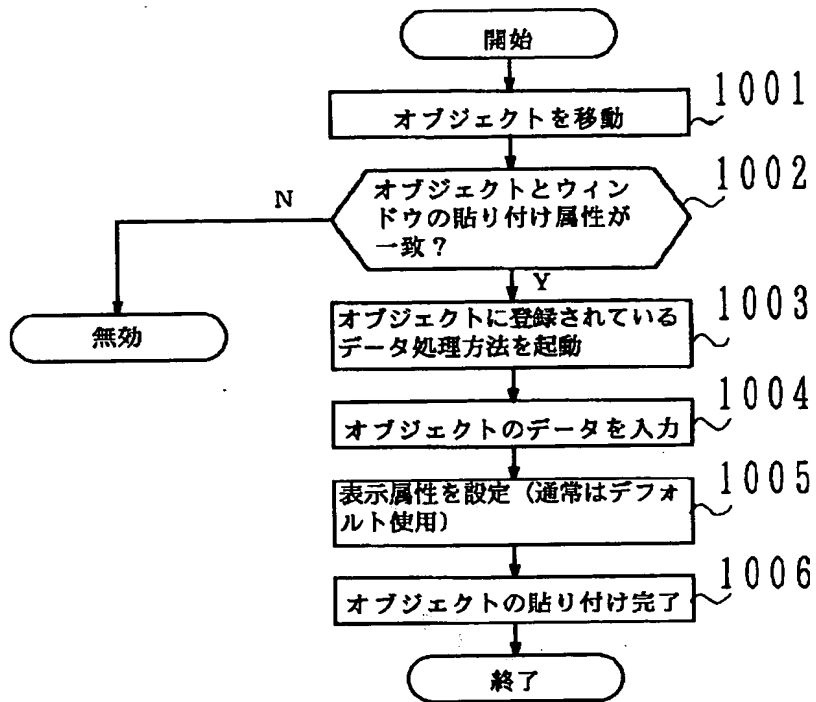 開始
オブジェクトを移動
1001
オブジェクトとウィン
ドウの貼り付け属性が
一致？
1002
N
Y
無効
オブジェクトに登録されている
データ処理方法を起動
1003
オブジェクトのデータを入力
1004
表示属性を設定（通常はデフォ
ルト使用）
1005
オブジェクトの貼り付け完了
1006
終了